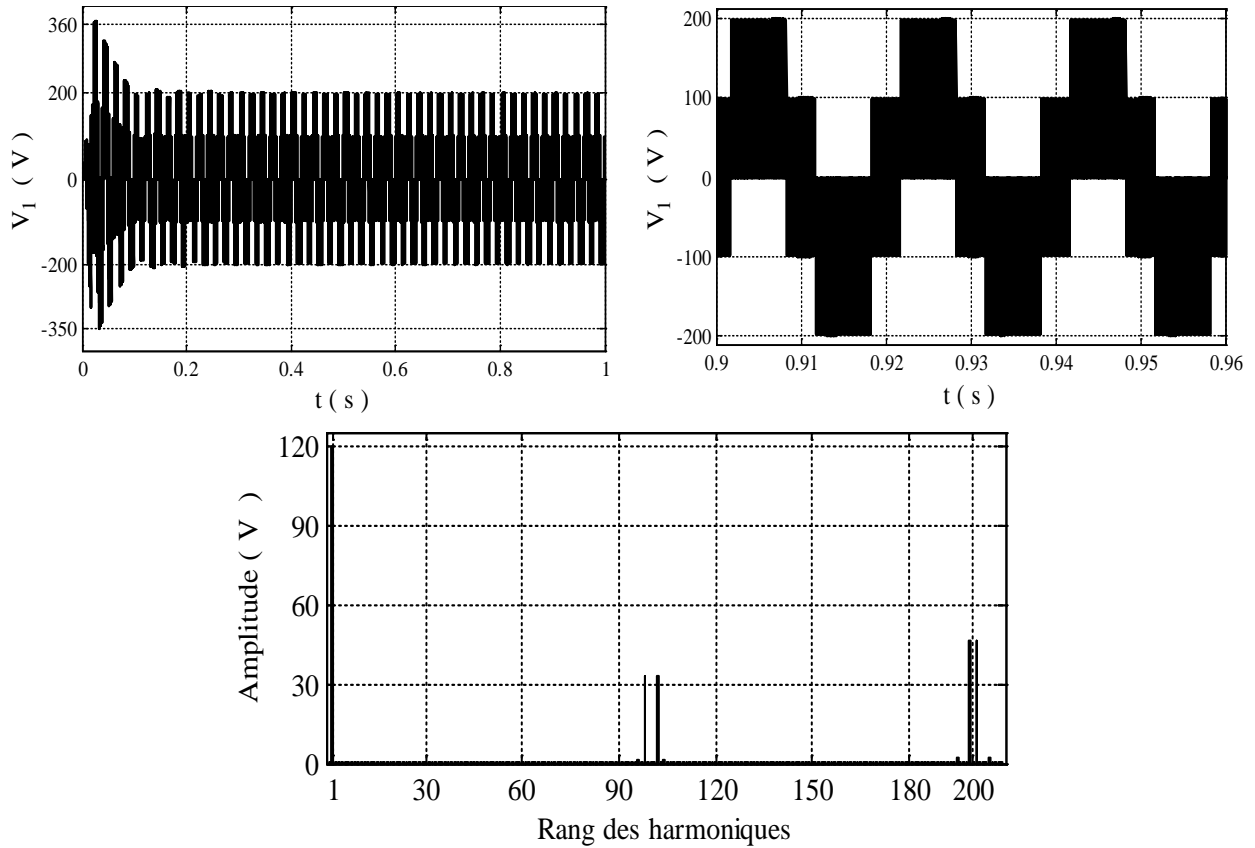 360
200
0
-200
-350
V1 ( V )
0 0.2 0.4 0.6 0.8 1
t ( s )
200
100
0
-100
-200
V1 ( V )
0.9 0.91 0.92 0.93 0.94 0.95 0.96
t ( s )
120
90
60
30
0
Amplitude ( V )
1 30 60 90 120 150 180 200
Rang des harmoniques